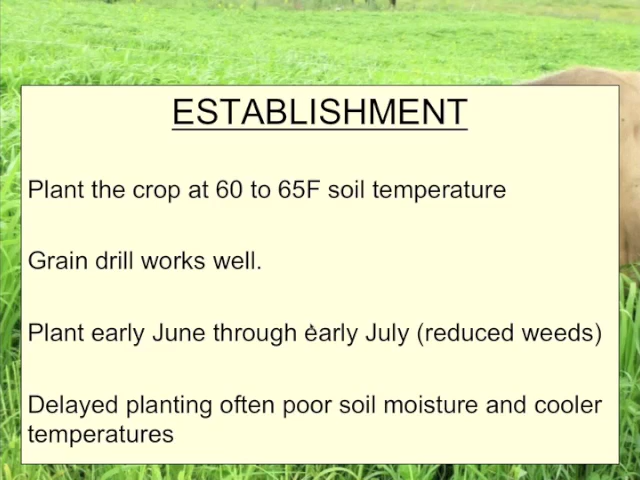 ESTABLISHMENT
Plant the crop at 60 to 65F soil temperature
Grain drill works well.
Plant early June through early July (reduced weeds)
Delayed planting often poor soil moisture and cooler
temperatures